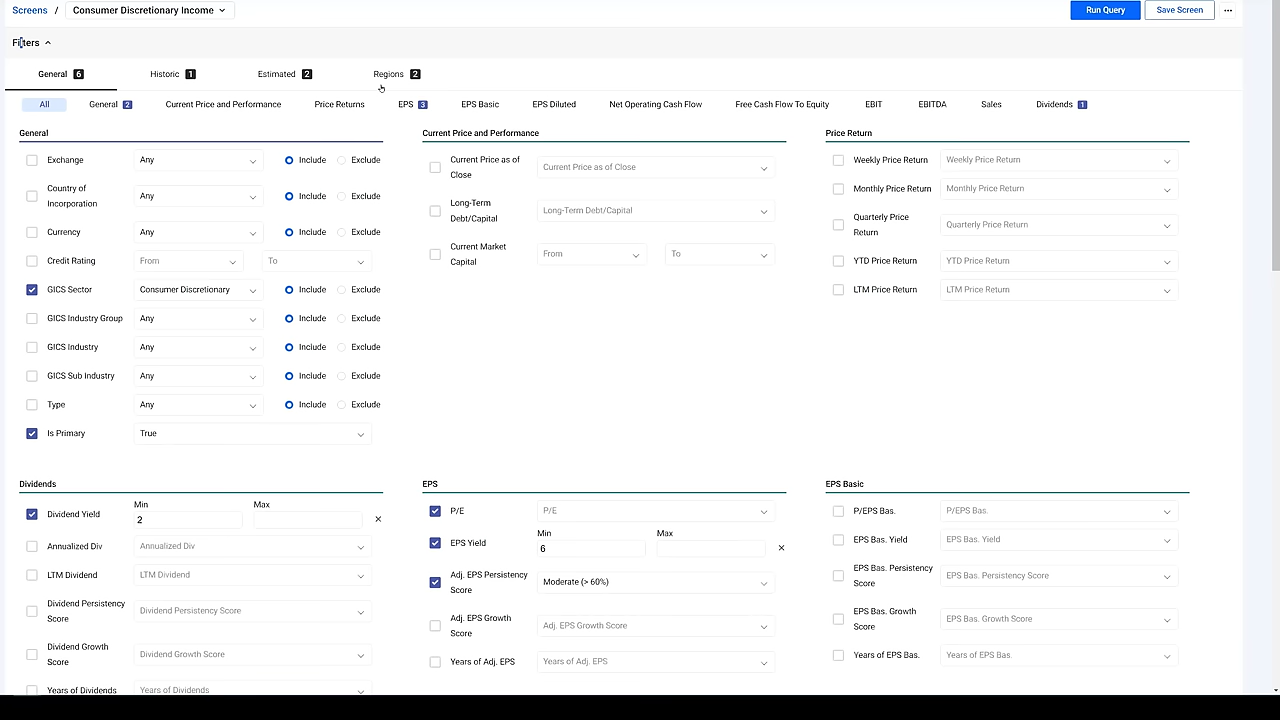 Screens / Consumer Discretionary Income
Run Query
Save Screen
Filters
General 6
Historic 1
Estimated 2
Regions 2
All
General 2
Current Price and Performance
Price Returns
EPS 3
EPS Basic
EPS Diluted
Net Operating Cash Flow
Free Cash Flow To Equity
EBIT
EBITDA
Sales
Dividends 1
General
Exchange Any Include Exclude
Country of
Incorporation
Any Include Exclude
Currency Any Include Exclude
Credit Rating From To
GICS Sector Consumer Discretionary Include Exclude
GICS Industry Group Any Include Exclude
GICS Industry Any Include Exclude
GICS Sub Industry Any Include Exclude
Type Any Include Exclude
Is Primary True
Current Price and Performance
Current Price as of
Close
Current Price as of Close
Long-Term
Debt/Capital
Long-Term Debt/Capital
Current Market
Capital
From To
Price Return
Weekly Price Return Weekly Price Return
Monthly Price Return Monthly Price Return
Quarterly Price
Return
Quarterly Price Return
YTD Price Return YTD Price Return
LTM Price Return LTM Price Return
Dividends
Min Max
Dividend Yield 2
Annualized Div Annualized Div
LTM Dividend LTM Dividend
Dividend Persistency
Score
Dividend Persistency Score
Dividend Growth
Score
Dividend Growth Score
Years of Dividends Years of Dividends
EPS
P/E P/E
Min Max
EPS Yield 6
Adj. EPS Persistency
Score
Moderate (> 60%)
Adj. EPS Growth
Score
Adj. EPS Growth Score
Years of Adj. EPS Years of Adj. EPS
EPS Basic
P/EPS Bas. P/EPS Bas.
EPS Bas. Yield EPS Bas. Yield
EPS Bas. Persistency
Score
EPS Bas. Persistency Score
EPS Bas. Growth
Score
EPS Bas. Growth Score
Years of EPS Bas. Years of EPS Bas.